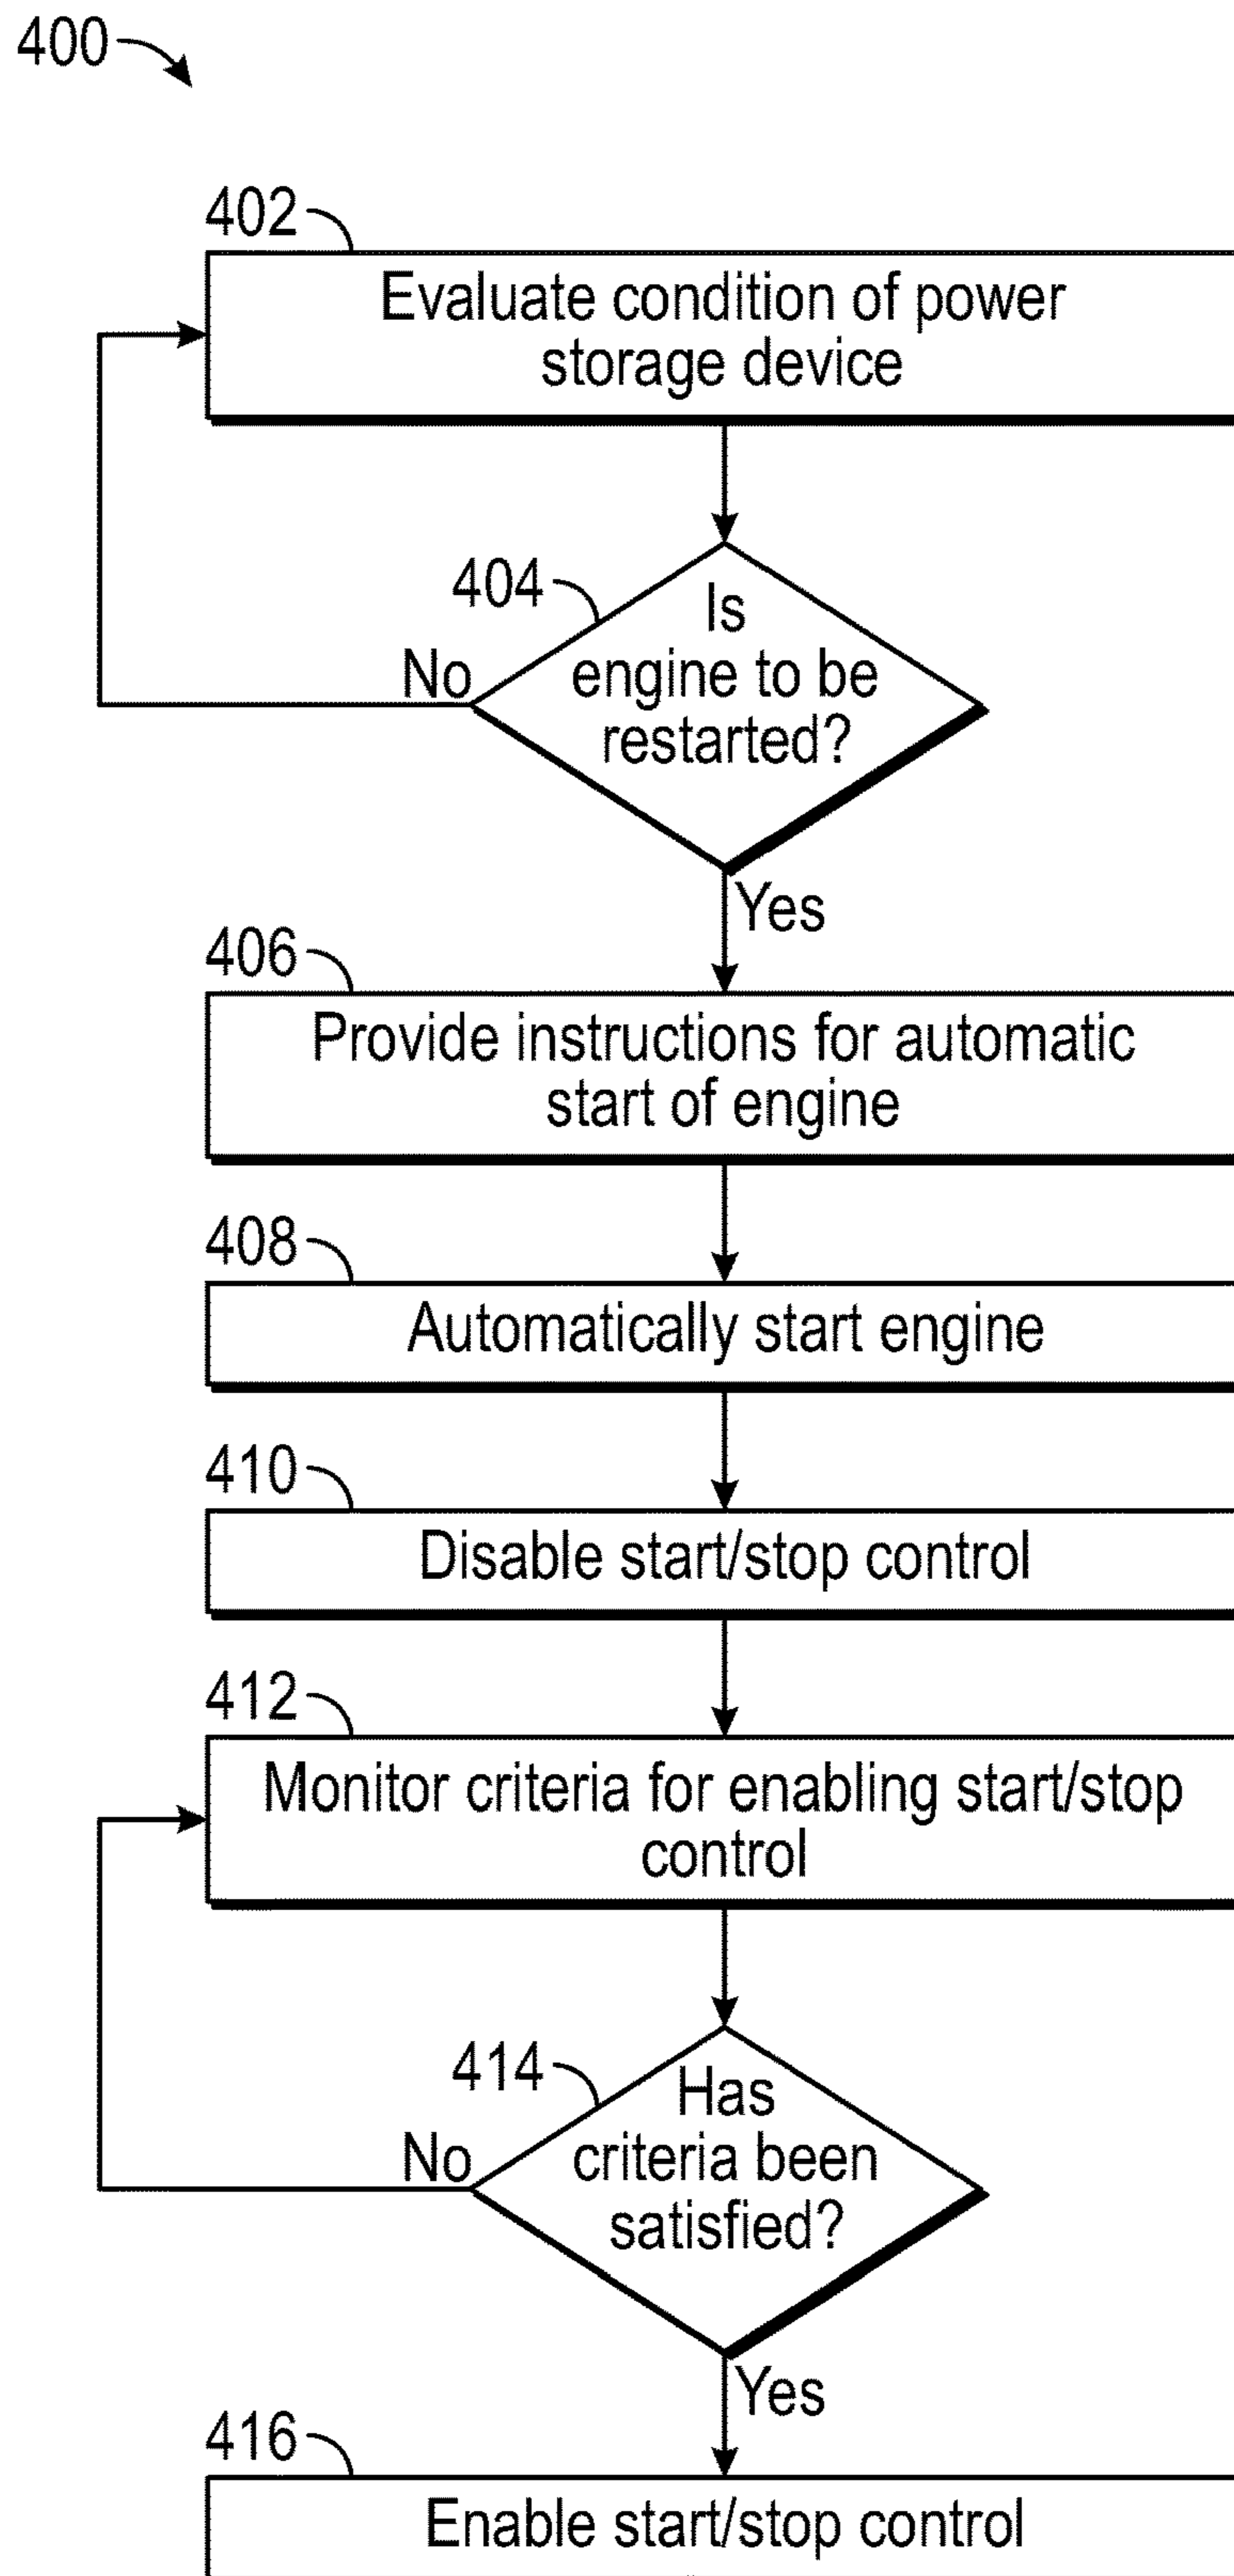 400
402
Evaluate condition of power
storage device
404
Is
engine to be
restarted?
No
Yes
406
Provide instructions for automatic
start of engine
408
Automatically start engine
410
Disable start/stop control
412
Monitor criteria for enabling start/stop
control
414
Has
criteria been
satisfied?
No
Yes
416
Enable start/stop control